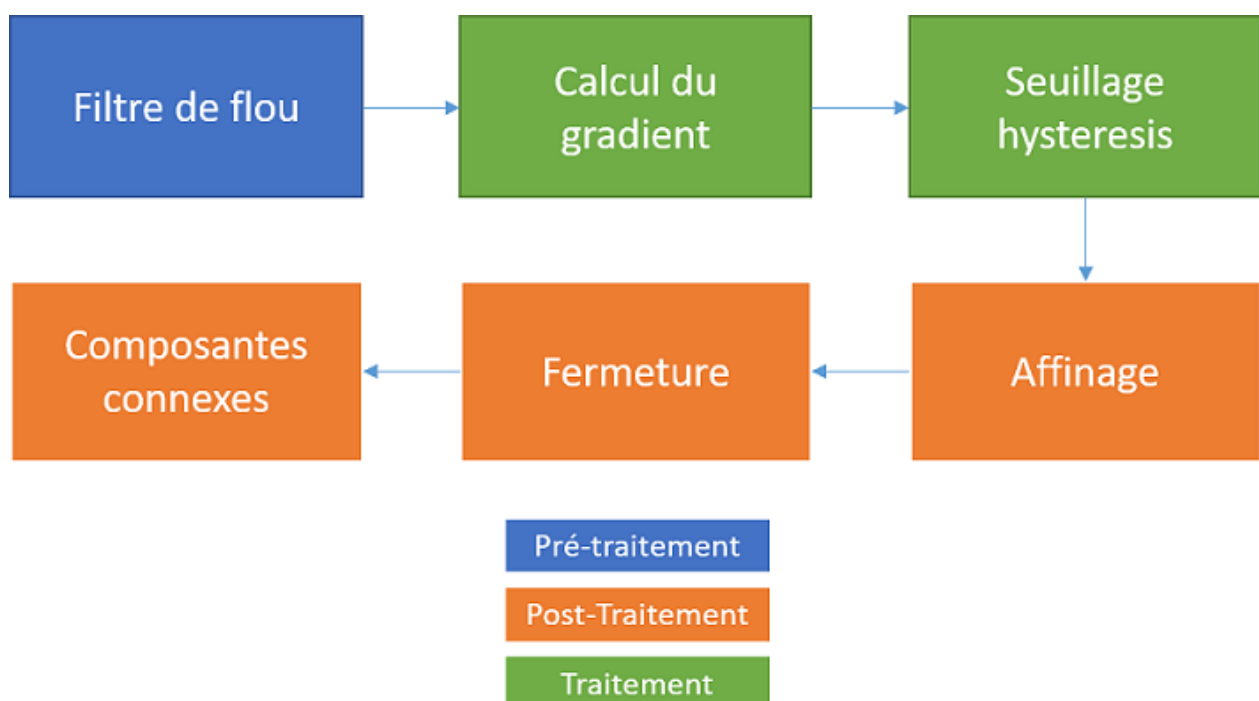 Filtre de flou
Calcul du
gradient
Seuillage
hysteresis
Composantes
connexes
Fermeture
Affinage
Pré-traitement
Post-Traitement
Traitement